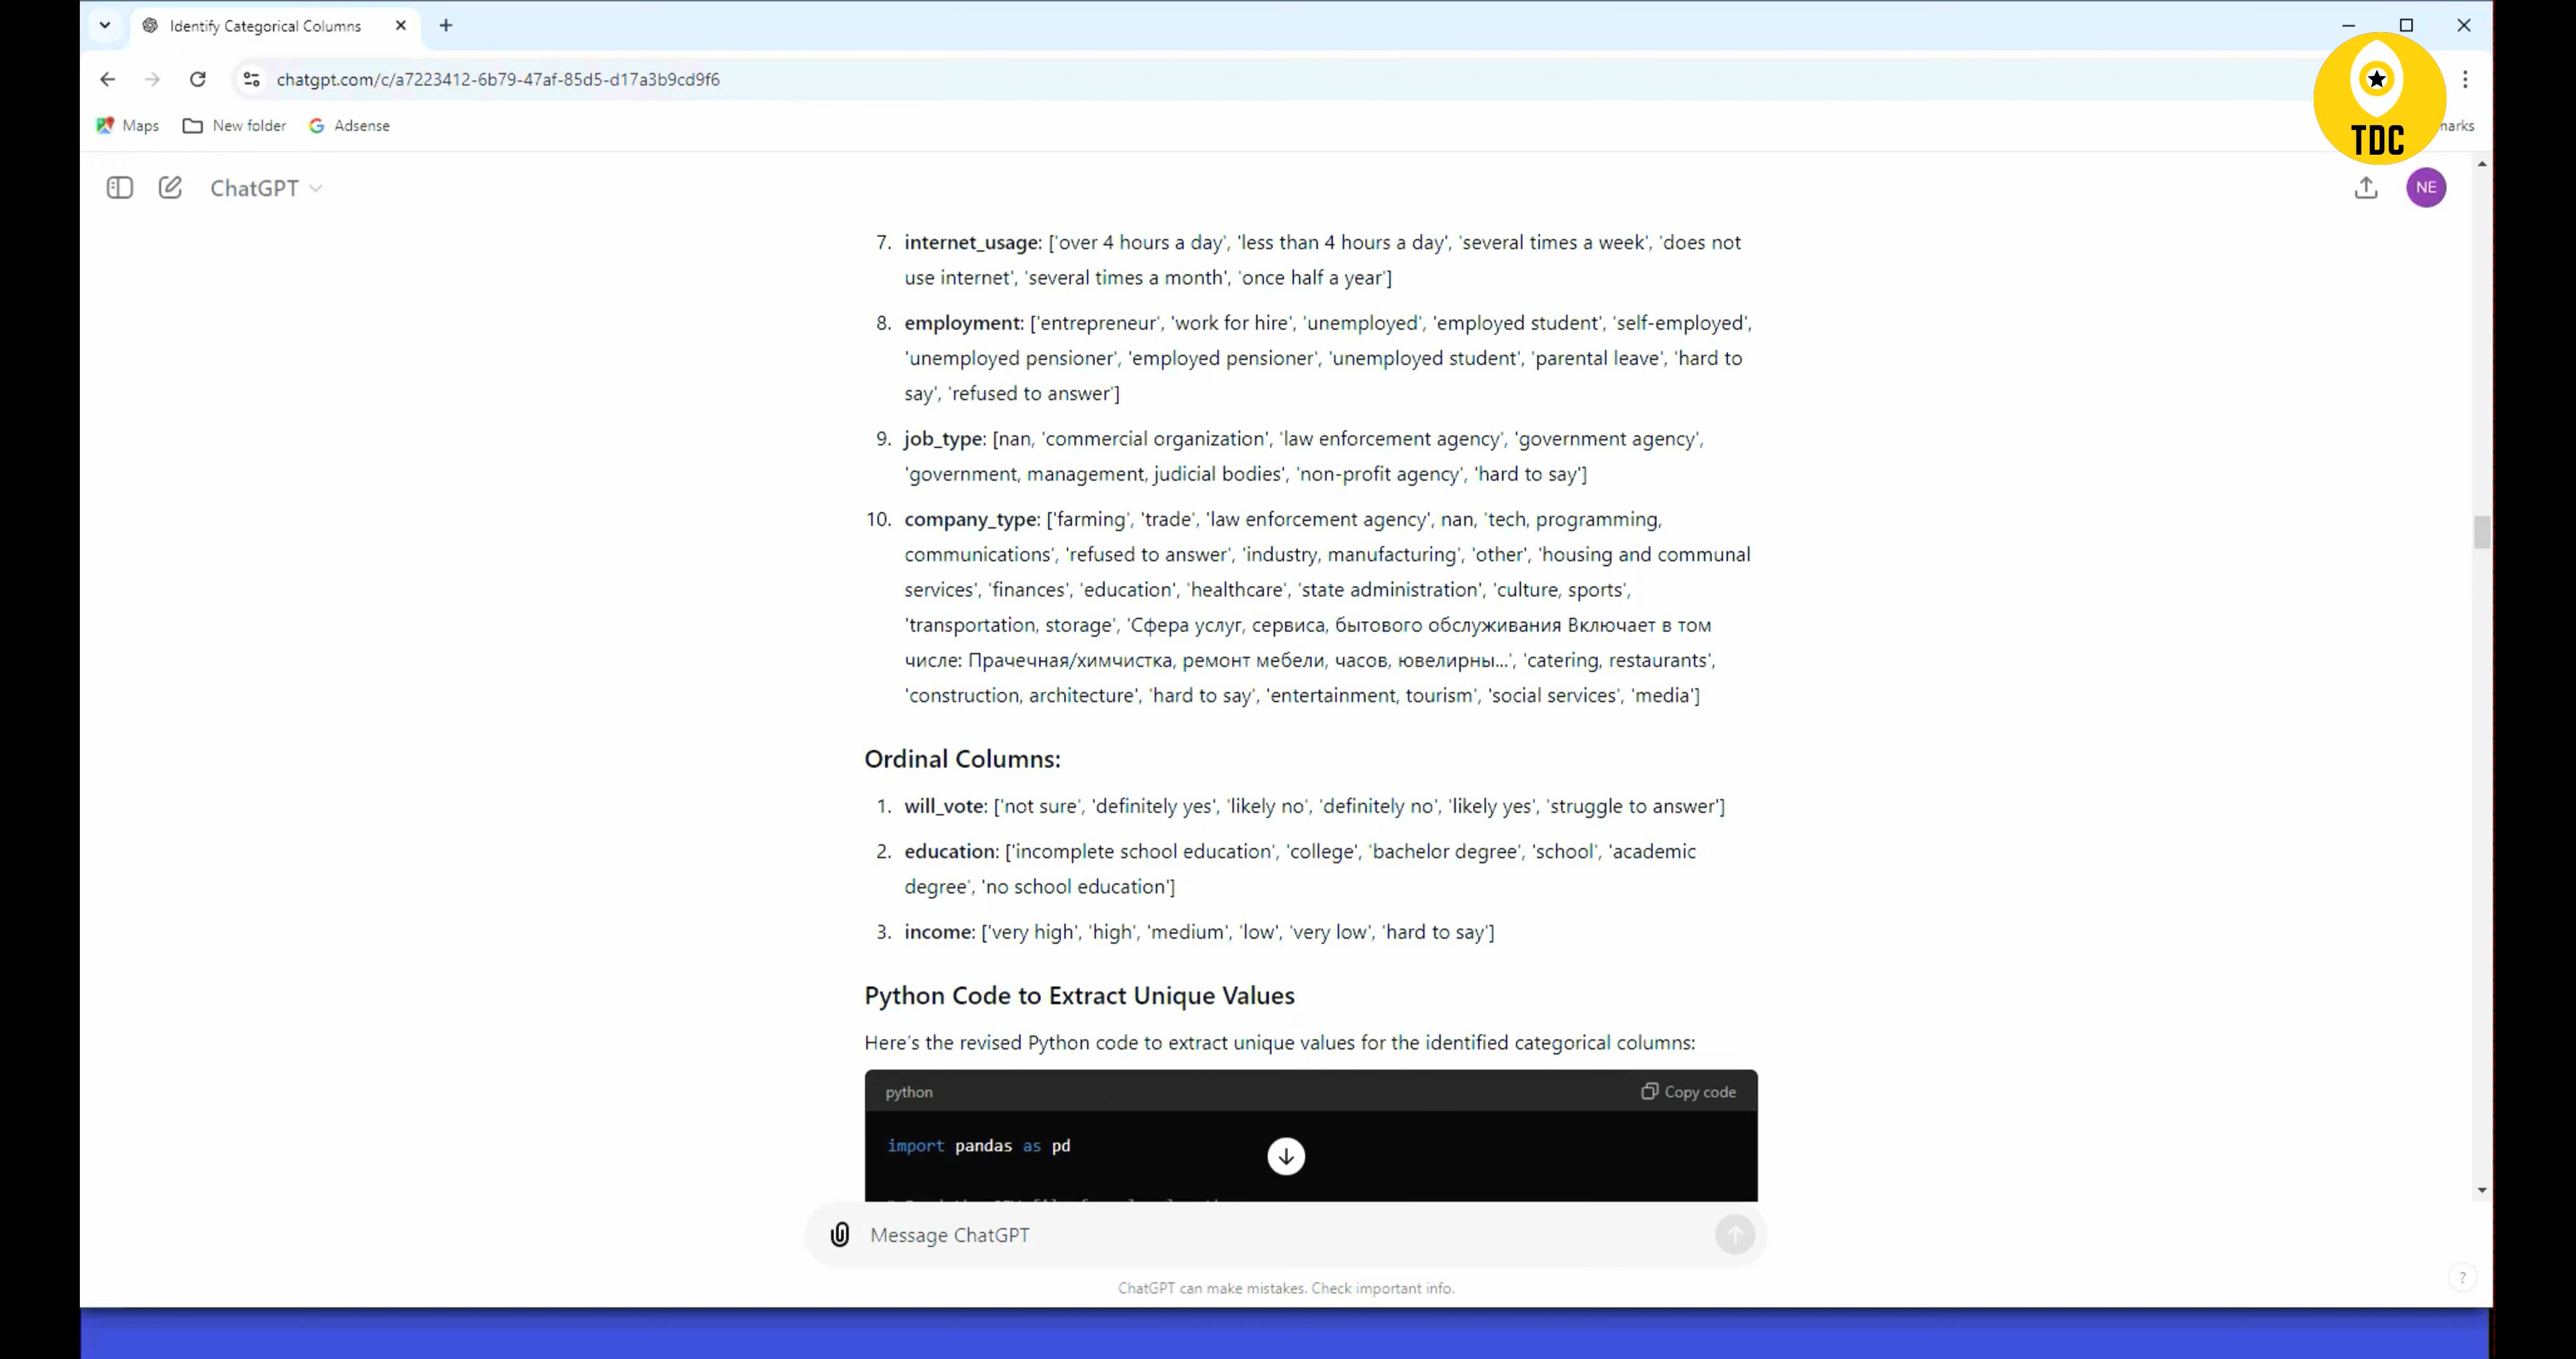 Identify Categorical Columns
chatgpt.com/c/a7223412-6b79-47af-85d5-d17a3b9cd9f6
Maps New folder Adsense
marks
TDC
ChatGPT
NE
7. internet_usage: ['over 4 hours a day', 'less than 4 hours a day', 'several times a week', 'does not
use internet', 'several times a month', 'once half a year']
8. employment: ['entrepreneur', 'work for hire', 'unemployed', 'employed student', 'self-employed',
'unemployed pensioner', 'employed pensioner', 'unemployed student', 'parental leave', 'hard to
say', 'refused to answer']
9. job_type: [nan, 'commercial organization', 'law enforcement agency', 'government agency',
'government, management, judicial bodies', 'non-profit agency', 'hard to say']
10. company_type: ['farming', 'trade', 'law enforcement agency', nan, 'tech, programming,
communications', 'refused to answer', 'industry, manufacturing', 'other', 'housing and communal
services', 'finances', 'education', 'healthcare', 'state administration', 'culture, sports',
'transportation, storage', 'Сфера услуг, сервиса, бытового обслуживания Включает в том
числе: Прачечная/химчистка, ремонт мебели, часов, ювелирны...', 'catering, restaurants',
'construction, architecture', 'hard to say', 'entertainment, tourism', 'social services', 'media']
Ordinal Columns:
1. will_vote: ['not sure', 'definitely yes', 'likely no', 'definitely no', 'likely yes', 'struggle to answer']
2. education: ['incomplete school education', 'college', 'bachelor degree', 'school', 'academic
degree', 'no school education']
3. income: ['very high', 'high', 'medium', 'low', 'very low', 'hard to say']
Python Code to Extract Unique Values
Here's the revised Python code to extract unique values for the identified categorical columns:
python Copy code
import pandas as pd
Message ChatGPT
ChatGPT can make mistakes. Check important info.
?